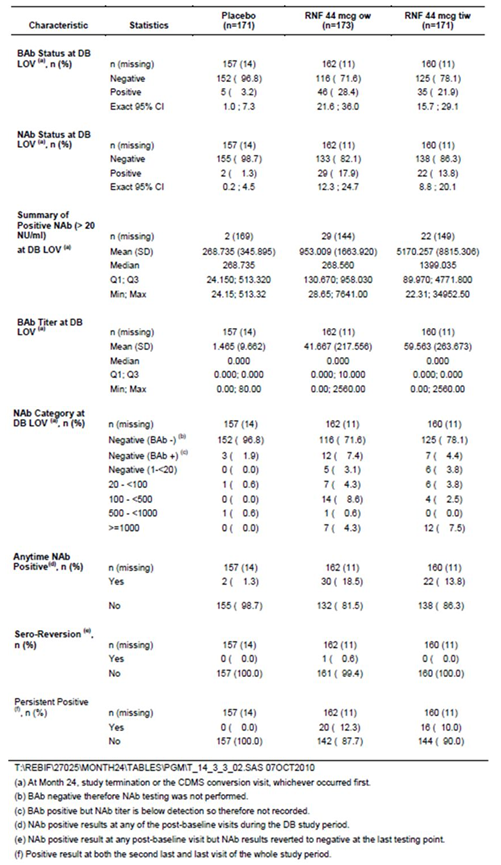 Characteristic Statistics Placebo (n=171) RNF 44 mcg ow (n=173) RNF 44 mcg tiw (n=171)
BAb Status at DB LOV (a), n (%) n (missing) 157 (14) 162 (11) 160 (11)
Negative 152 ( 96.8) 116 ( 71.6) 125 ( 78.1)
Positive 5 ( 3.2) 46 ( 28.4) 35 ( 21.9)
Exact 95% CI 1.0 ; 7.3 21.6 ; 36.0 15.7 ; 29.1
NAb Status at DB LOV (a), n (%) n (missing) 157 (14) 162 (11) 160 (11)
Negative 155 ( 98.7) 133 ( 82.1) 138 ( 86.3)
Positive 2 ( 1.3) 29 ( 17.9) 22 ( 13.8)
Exact 95% CI 0.2 ; 4.5 12.3 ; 24.7 8.8 ; 20.1
Summary of Positive NAb (> 20 NU/ml) at DB LOV (a) n (missing) 2 (169) 29 (144) 22 (149)
Mean (SD) 268.735 (345.895) 953.009 (1663.920) 5170.257 (8815.306)
Median 268.735 268.560 1399.035
Q1; Q3 24.150; 513.320 130.670; 958.030 89.970; 4771.800
Min; Max 24.15; 513.32 28.65; 7641.00 22.31; 34952.50
BAb Titer at DB LOV (a) n (missing) 157 (14) 162 (11) 160 (11)
Mean (SD) 1.465 (9.662) 41.667 (217.556) 59.563 (263.673)
Median 0.000 0.000 0.000
Q1; Q3 0.000; 0.000 0.000; 10.000 0.000; 0.000
Min; Max 0.00; 80.00 0.00; 2560.00 0.00; 2560.00
NAb Category at DB LOV (a), n (%) n (missing) 157 (14) 162 (11) 160 (11)
Negative (BAb -) (b) 152 ( 96.8) 116 ( 71.6) 125 ( 78.1)
Negative (BAb +) (c) 3 ( 1.9) 12 ( 7.4) 7 ( 4.4)
Negative (1-<20) 0 ( 0.0) 5 ( 3.1) 6 ( 3.8)
20 - <100 1 ( 0.6) 7 ( 4.3) 6 ( 3.8)
100 - <500 0 ( 0.0) 14 ( 8.6) 4 ( 2.5)
500 - <1000 1 ( 0.6) 1 ( 0.6) 0 ( 0.0)
>=1000 0 ( 0.0) 7 ( 4.3) 12 ( 7.5)
Anytime NAb Positive(d), n (%) n (missing) 157 (14) 162 (11) 160 (11)
Yes 2 ( 1.3) 30 ( 18.5) 22 ( 13.8)
No 155 ( 98.7) 132 ( 81.5) 138 ( 86.3)
Sero-Reversion (e), n (%) n (missing) 157 (14) 162 (11) 160 (11)
Yes 0 ( 0.0) 1 ( 0.6) 0 ( 0.0)
No 157 (100.0) 161 ( 99.4) 160 (100.0)
Persistent Positive (f), n (%) n (missing) 157 (14) 162 (11) 160 (11)
Yes 0 ( 0.0) 20 ( 12.3) 16 ( 10.0)
No 157 (100.0) 142 ( 87.7) 144 ( 90.0)
T:\REBIF\27025\MONTH24\TABLES\PGM\T_14_3_3_02.SAS 07OCT2010
(a) At Month 24, study termination or the CDMS conversion visit, whichever occurred first.
(b) BAb negative therefore NAb testing was not performed.
(c) BAb positive but NAb titer is below detection so therefore not recorded.
(d) NAb positive results at any of the post-baseline visits during the DB study period.
(e) NAb positive result at any post-baseline visit but NAb results reverted to negative at the last testing point.
(f) Positive result at both the second last and last visit of the whole study period.